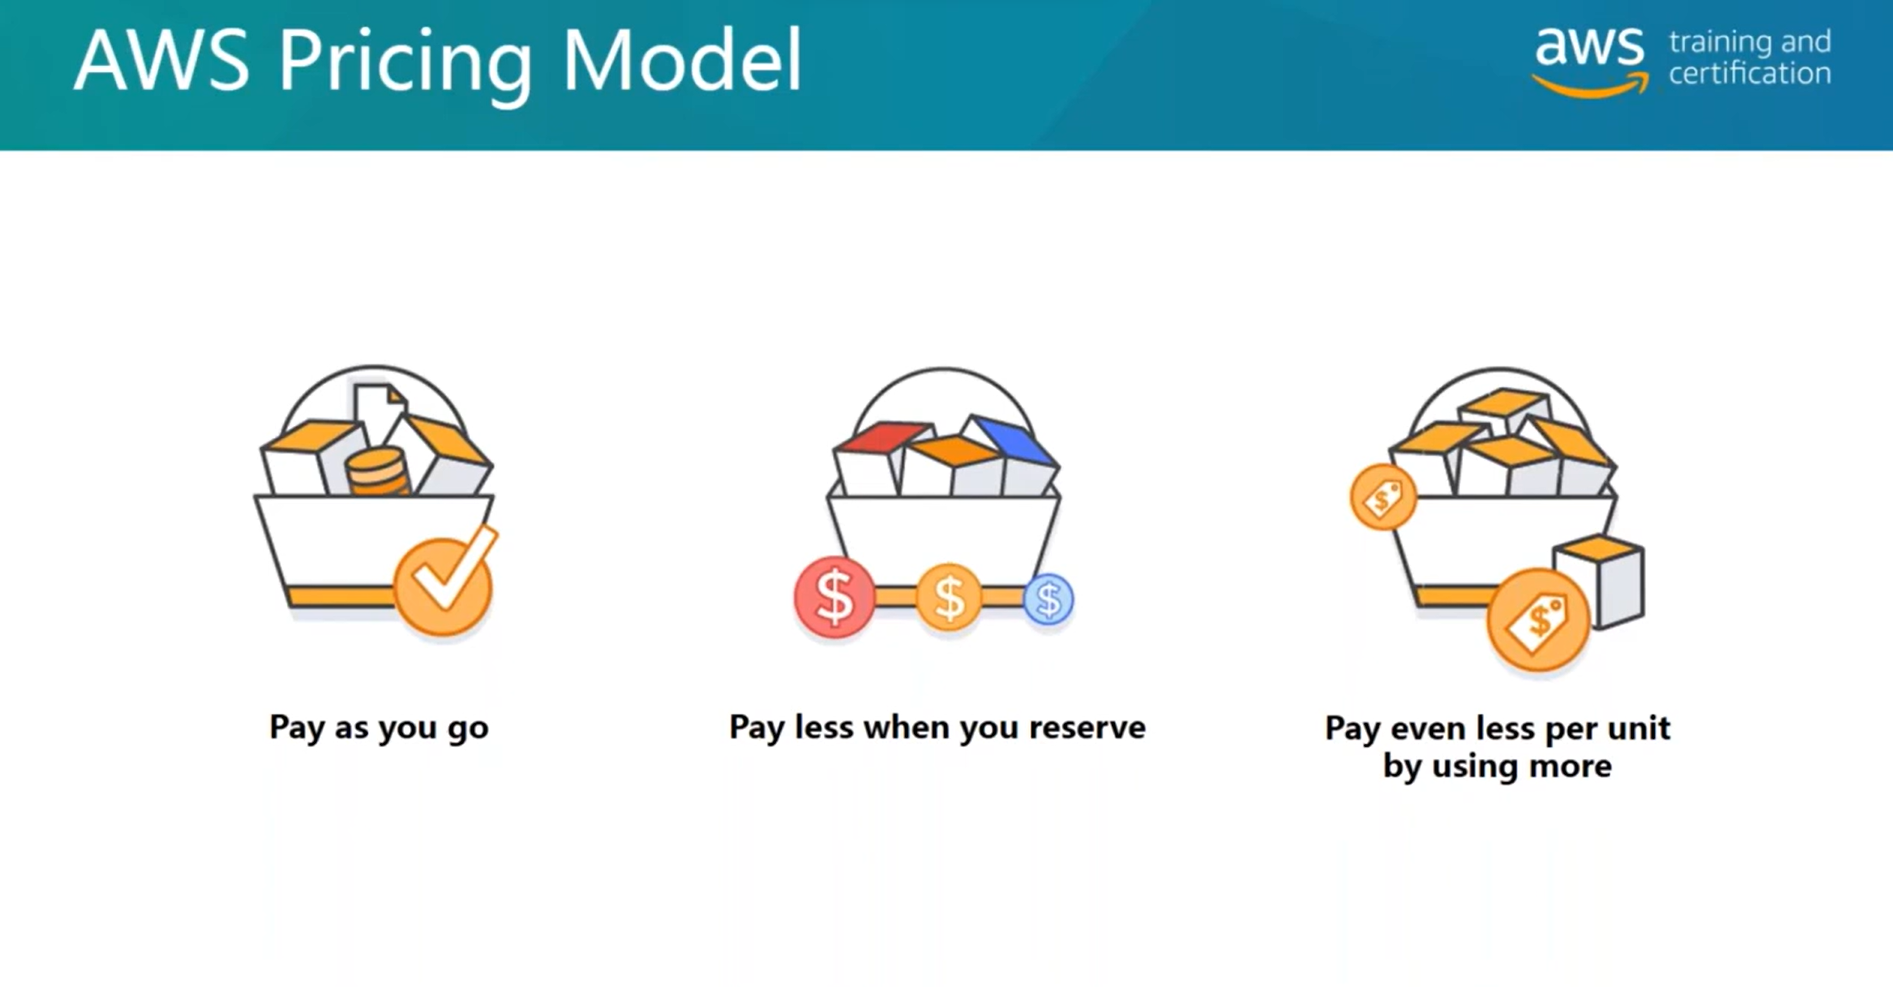 AWS Pricing Model
aws
training and
certification
$
$
$
$
$
Pay as you go
Pay less when you reserve
Pay even less per unit
by using more